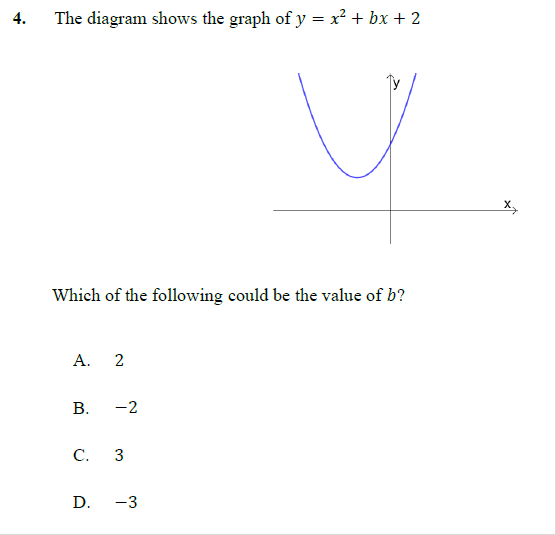 4. The diagram shows the graph of y = x² + bx + 2
y
x
Which of the following could be the value of b?
A. 2
B. −2
C. 3
D. −3